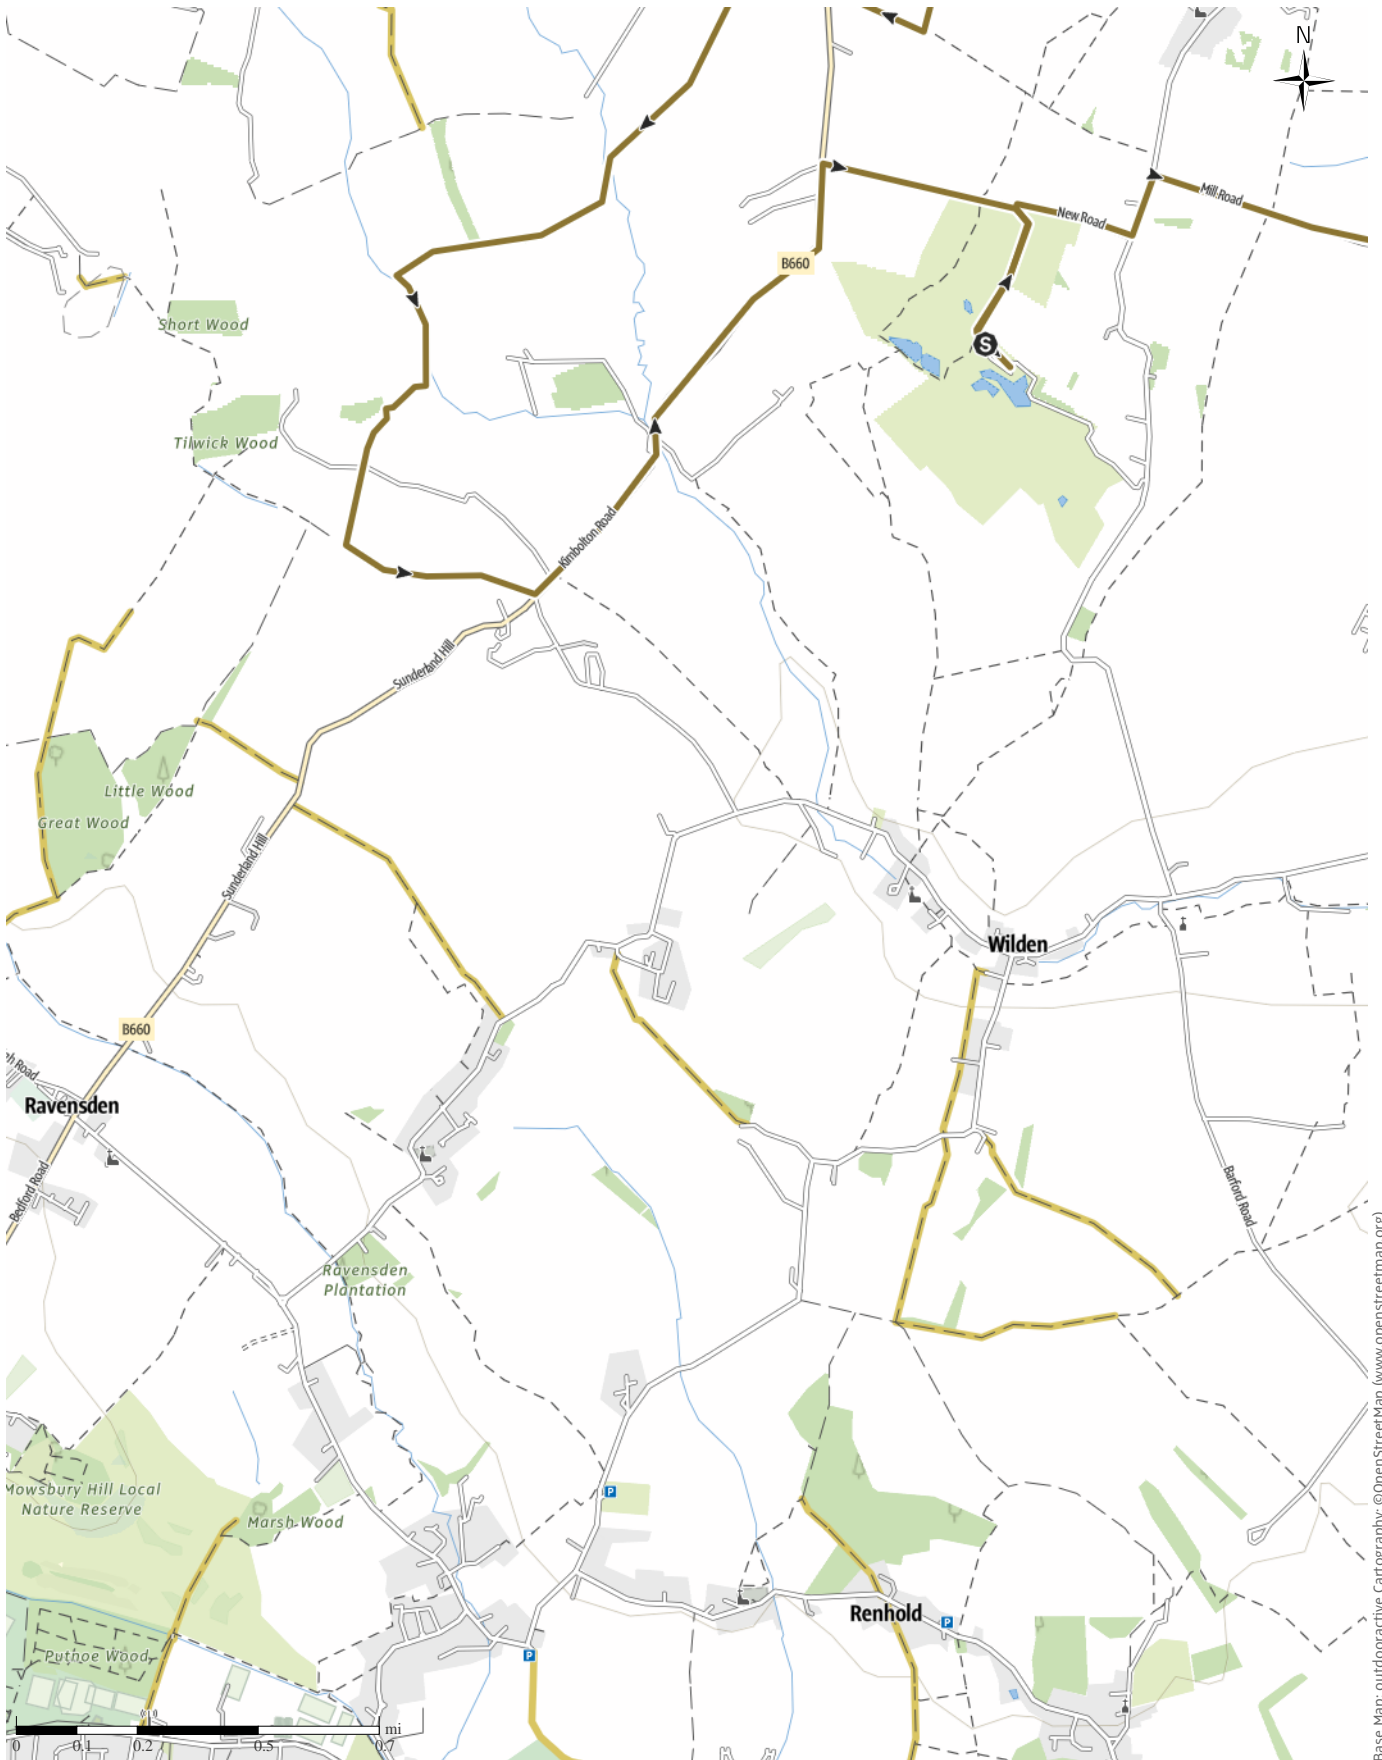 N
Mill Road
New Road
B660
Short Wood
S
Tilwick Wood
Kimbolton Road
Sunderland Hill
Little Wood
Great Wood
Sunderland Hill
Wilden
B660
Ravensden
Bedford Road
Barford Road
Ravensden
Plantation
Mowsbury Hill Local
Nature Reserve
P
Marsh Wood
Renhold
P
Putnoe Wood
P
mi
0
0.1
0.2
0.5
0.7
Base Map: outdooractive Cartography; ©OpenStreetMap (www.openstreetmap.org)